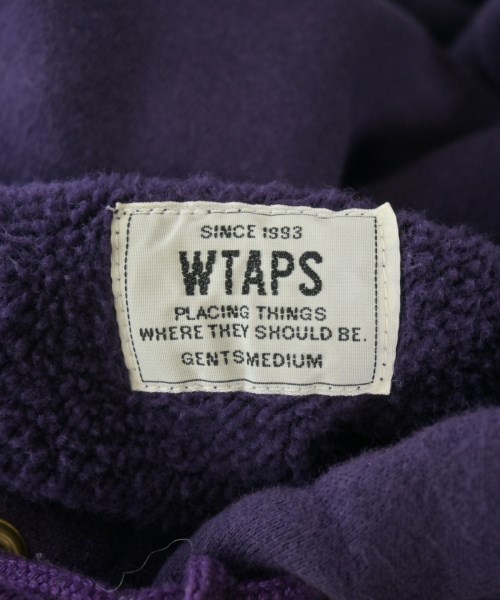 SINCE 1993
WTAPS
PLACING THINGS
WHERE THEY SHOULD BE.
GENTSMEDIUM